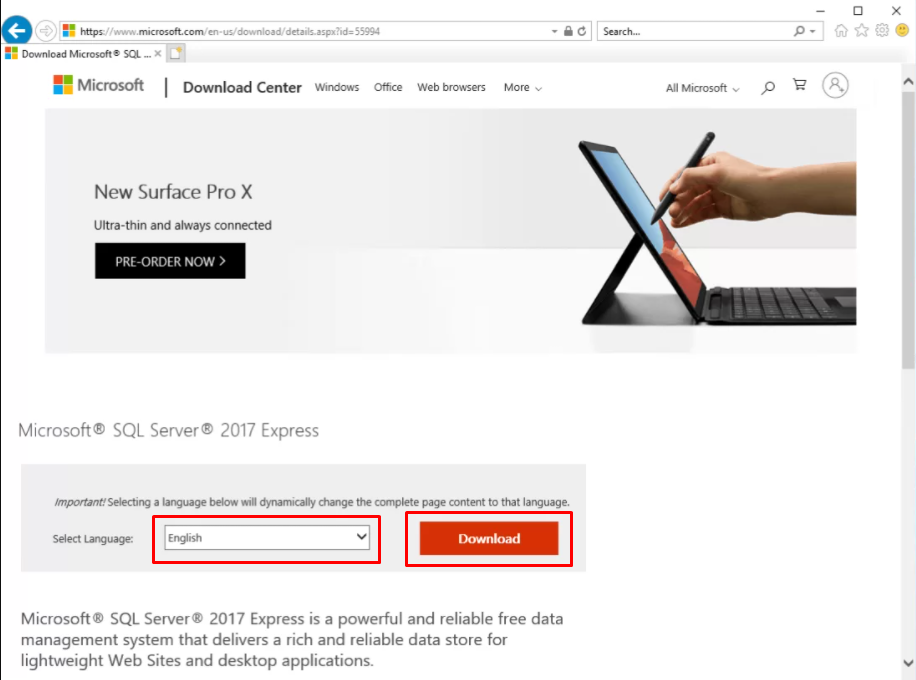 https://www.microsoft.com/en-us/download/details.aspx?id=55994
Search...
Download Microsoft® SQL ...
Microsoft | Download Center Windows Office Web browsers More All Microsoft
New Surface Pro X
Ultra-thin and always connected
PRE-ORDER NOW >
Microsoft® SQL Server® 2017 Express
Important! Selecting a language below will dynamically change the complete page content to that language.
Select Language: English Download
Microsoft® SQL Server® 2017 Express is a powerful and reliable free data
management system that delivers a rich and reliable data store for
lightweight Web Sites and desktop applications.